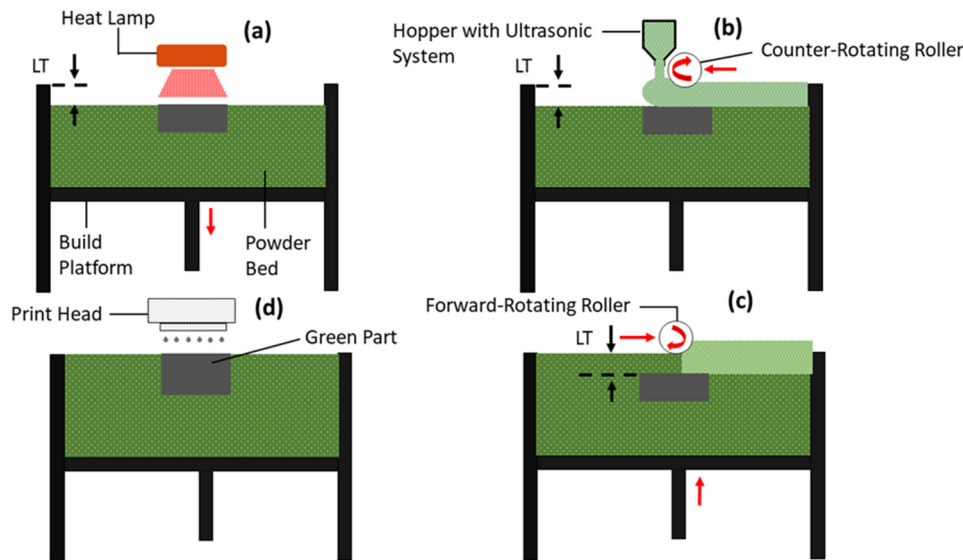 Heat Lamp
(a)
LT
Build
Platform
Powder
Bed
(b)
Hopper with Ultrasonic
System
Counter-Rotating Roller
LT
(d)
Print Head
Green Part
(c)
Forward-Rotating Roller
LT